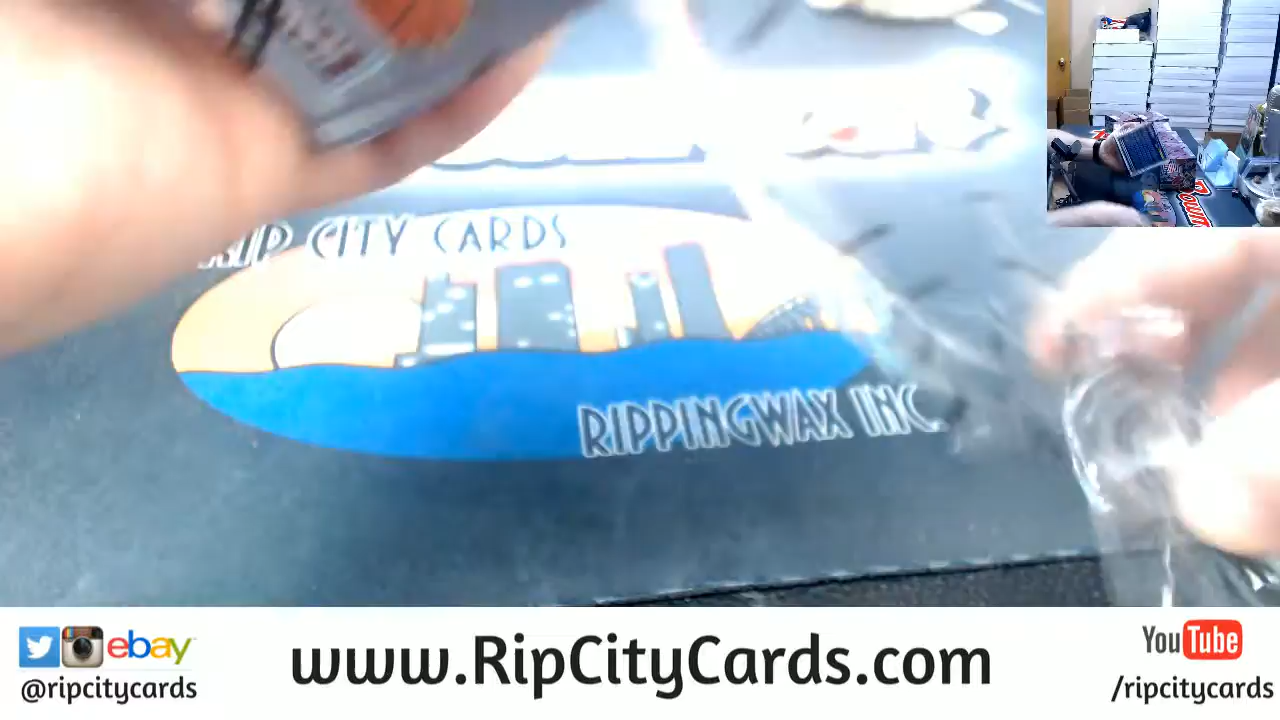 RIP CITY CARDS
RIPPINGWAX INC.
ebay
@ripcitycards
www.RipCityCards.com
YouTube
/ripcitycards